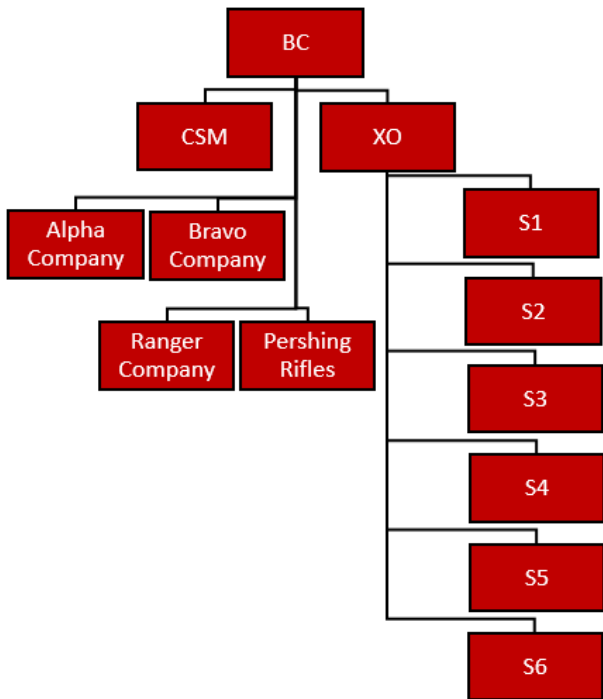 BC
CSM
XO
Alpha
Company
Bravo
Company
S1
S2
Ranger
Company
Pershing
Rifles
S3
S4
S5
S6